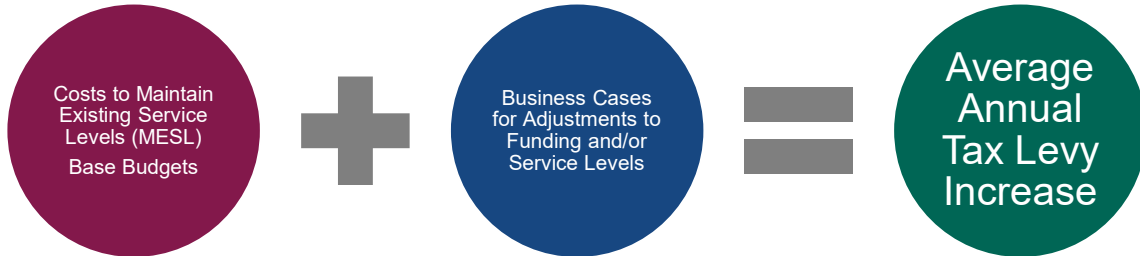 Costs to Maintain
Existing Service
Levels (MESL)
Base Budgets
Business Cases
for Adjustments to
Funding and/or
Service Levels
Average
Annual
Tax Levy
Increase